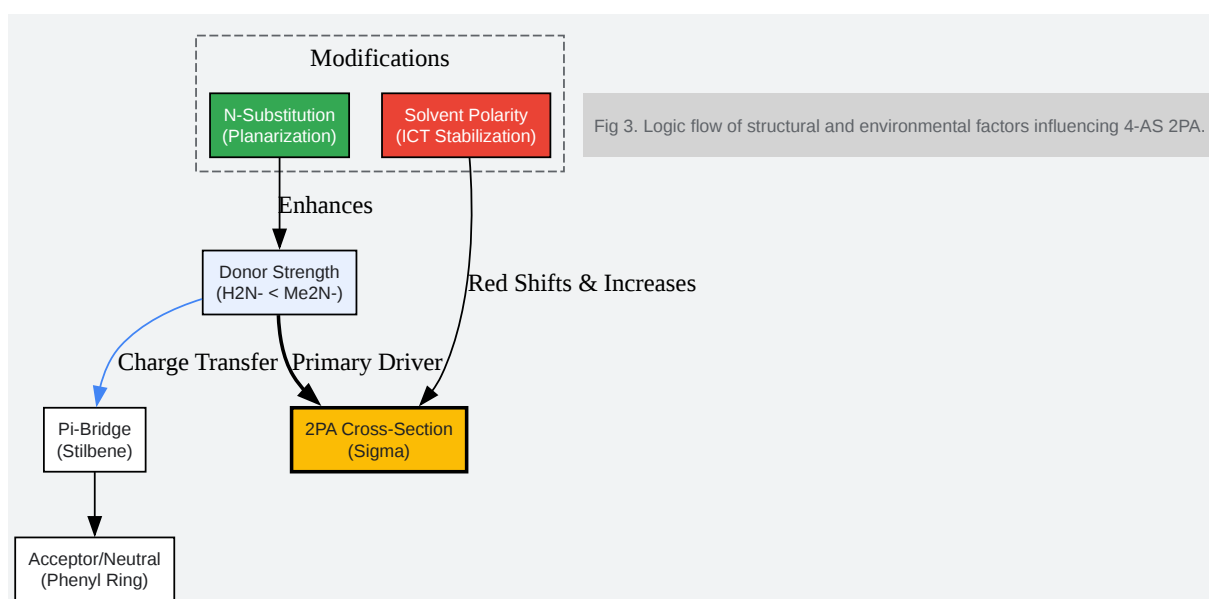 Modifications
N-Substitution
(Planarization)
Solvent Polarity
(ICT Stabilization)
Fig 3. Logic flow of structural and environmental factors influencing 4-AS 2PA.
Enhances
Donor Strength
(H2N- < Me2N-)
Red Shifts & Increases
Charge Transfer
Primary Driver
Pi-Bridge
(Stilbene)
2PA Cross-Section
(Sigma)
Acceptor/Neutral
(Phenyl Ring)